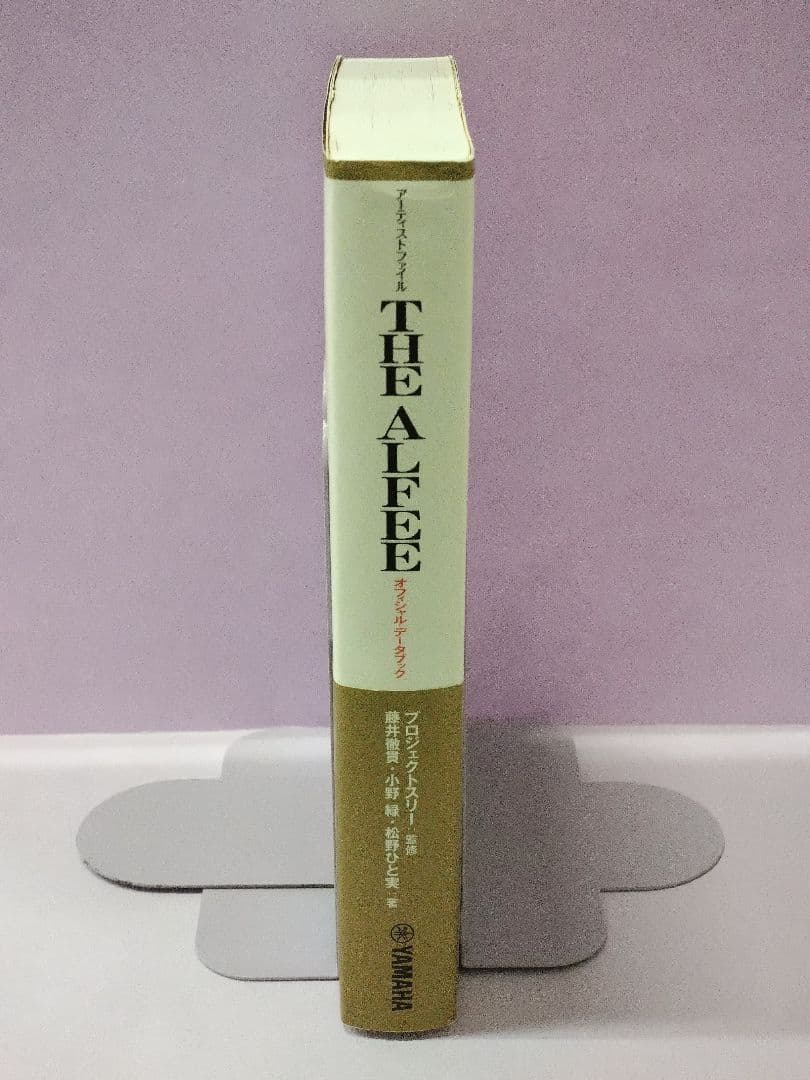 アーティストファイル
THE ALFEE
オフィシャルデータブック
プロジェクトスリー 監修
藤井徹貫・小野 緑・松野ひと実 著
YAMAHA